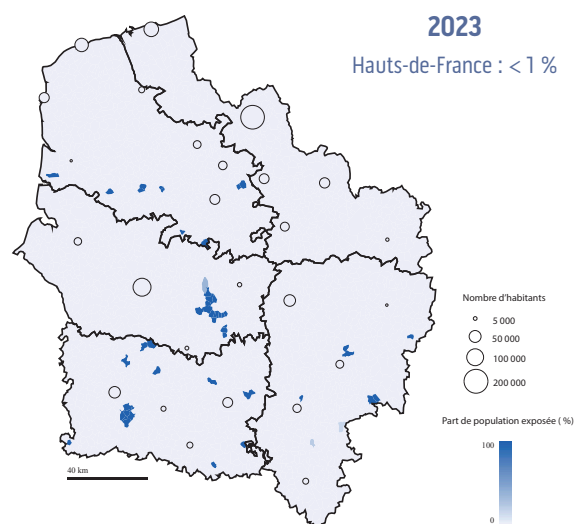 2023
Hauts-de-France : < 1 %
Nombre d'habitants
5 000
50 000
100 000
200 000
Part de population exposée ( %)
100
0
40 km